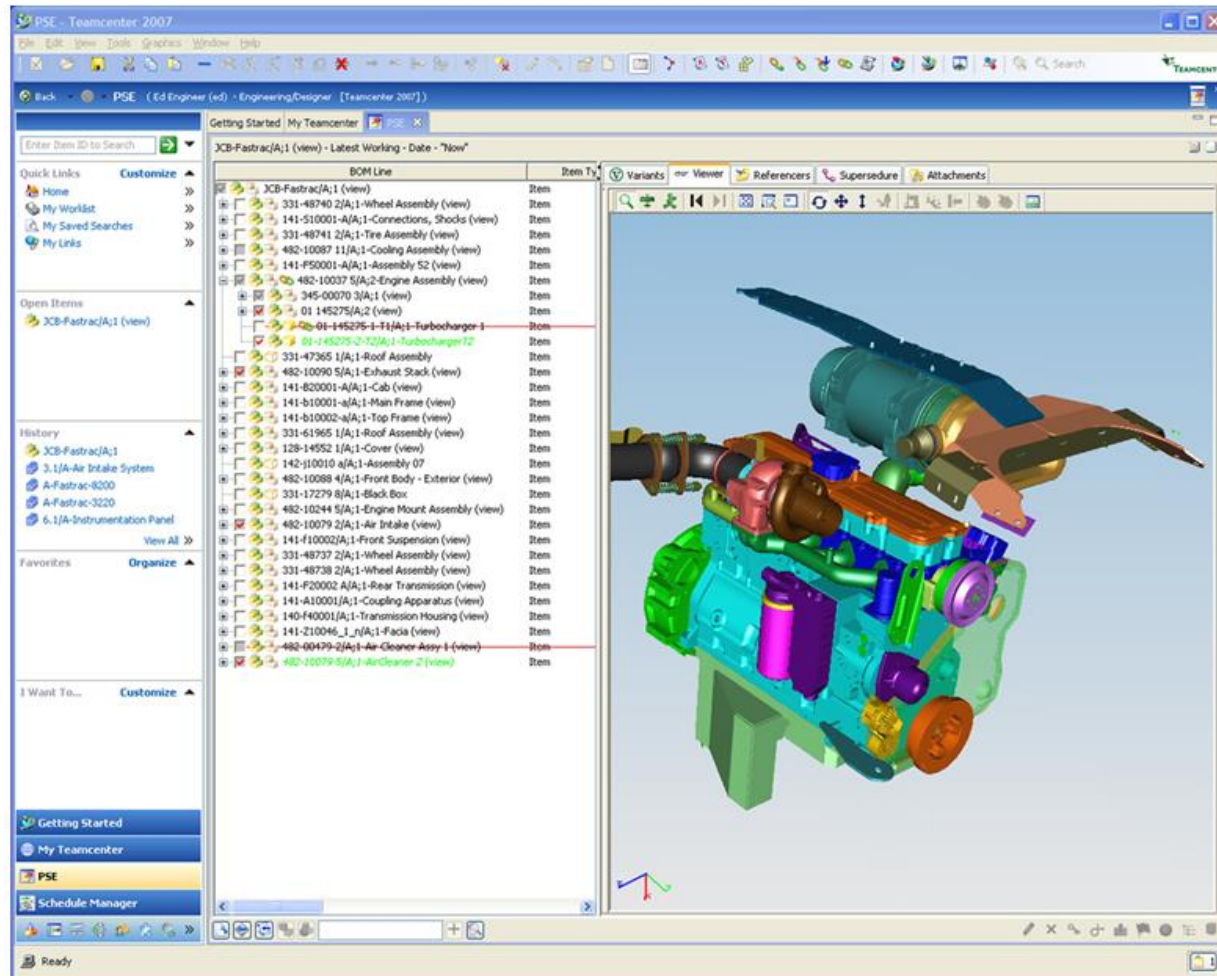 PSE - Teamcenter 2007
File Edit View Tools Graphics Window Help
Search
TEAMCENT
Back PSE ( Ed Engineer (ed) - Engineering/Designer [Teamcenter 2007] )
Getting Started My Teamcenter PSE
Enter Item ID to Search
JCB-Fastrac/A;1 (view) - Latest Working - Date - "Now"
Quick Links Customize
Home
My Worklist
My Saved Searches
My Links
Open Items
JCB-Fastrac/A;1 (view)
History
JCB-Fastrac/A;1
3.1/A-Air Intake System
A-Fastrac-8200
A-Fastrac-3220
6.1/A-Instrumentation Panel
View All
Favorites Organize
I Want To... Customize
Getting Started
My Teamcenter
PSE
Schedule Manager
BOM Line Item Ty
JCB-Fastrac/A;1 (view) Item
331-48740 2/A;1-Wheel Assembly (view) Item
141-S10001-A/A;1-Connections, Shocks (view) Item
331-48741 2/A;1-Tire Assembly (view) Item
482-10087 11/A;1-Cooling Assembly (view) Item
141-F50001-A/A;1-Assembly 52 (view) Item
482-10037 5/A;2-Engine Assembly (view) Item
345-00070 3/A;1 (view) Item
01 145275/A;2 (view) Item
01-145275-1-T1/A;1-Turbocharger 1 Item
01-145275-2-T2/A;1-TurbochargerT2 Item
331-47365 1/A;1-Roof Assembly Item
482-10090 5/A;1-Exhaust Stack (view) Item
141-B20001-A/A;1-Cab (view) Item
141-b10001-a/A;1-Main Frame (view) Item
141-b10002-a/A;1-Top Frame (view) Item
331-61965 1/A;1-Roof Assembly (view) Item
128-14552 1/A;1-Cover (view) Item
142-j10010 a/A;1-Assembly 07 Item
482-10088 4/A;1-Front Body - Exterior (view) Item
331-17279 8/A;1-Black Box Item
482-10244 5/A;1-Engine Mount Assembly (view) Item
482-10079 2/A;1-Air Intake (view) Item
141-f10002/A;1-Front Suspension (view) Item
331-48737 2/A;1-Wheel Assembly (view) Item
331-48738 2/A;1-Wheel Assembly (view) Item
141-F20002 A/A;1-Rear Transmission (view) Item
141-A10001/A;1-Coupling Apparatus (view) Item
140-f40001/A;1-Transmission Housing (view) Item
141-Z10046_1_n/A;1-Facia (view) Item
482-00479-2/A;1-Air Cleaner Assy 1 (view) Item
482-10079-5/A;1-AirCleaner 2 (view) Item
Variants Viewer Referencers Supersedure Attachments
Ready
1